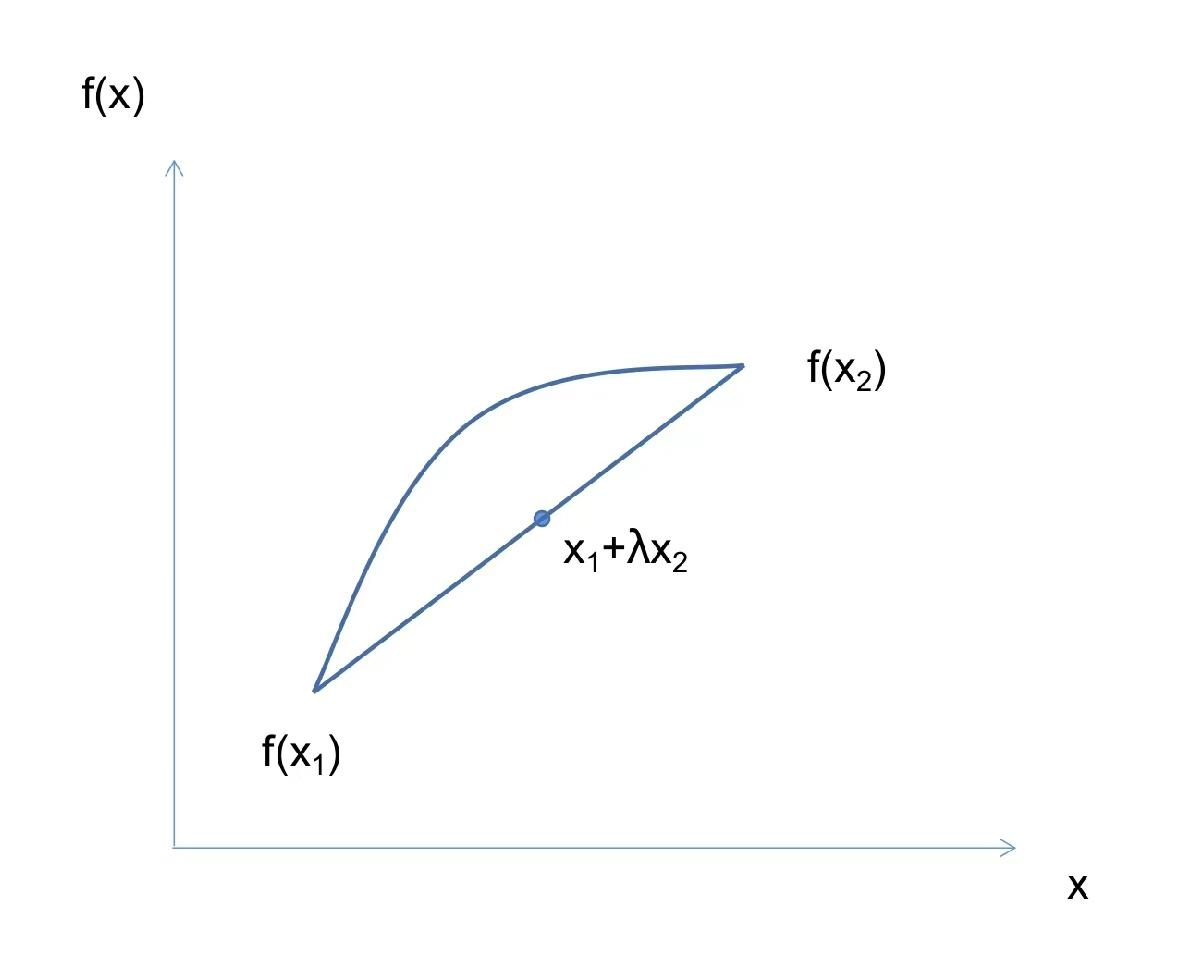 f(x)
f(x₂)
x₁+λx₂
f(x₁)
x